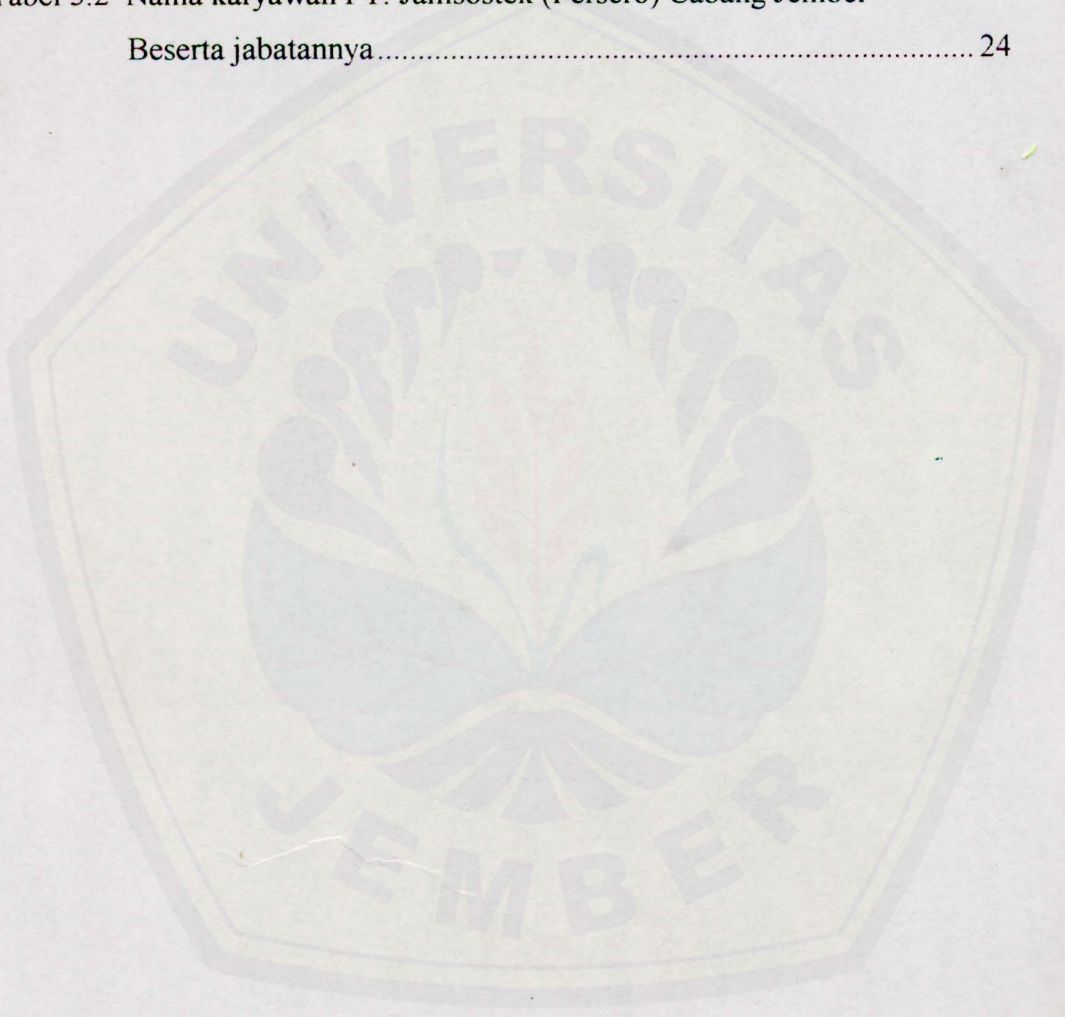 Tabel 3.2 Nama karyawan PT. Jamsostek (Persero) Cabang Jember
Beserta jabatannya........................................................................... 24
UNIVERSITAS
JEMBER